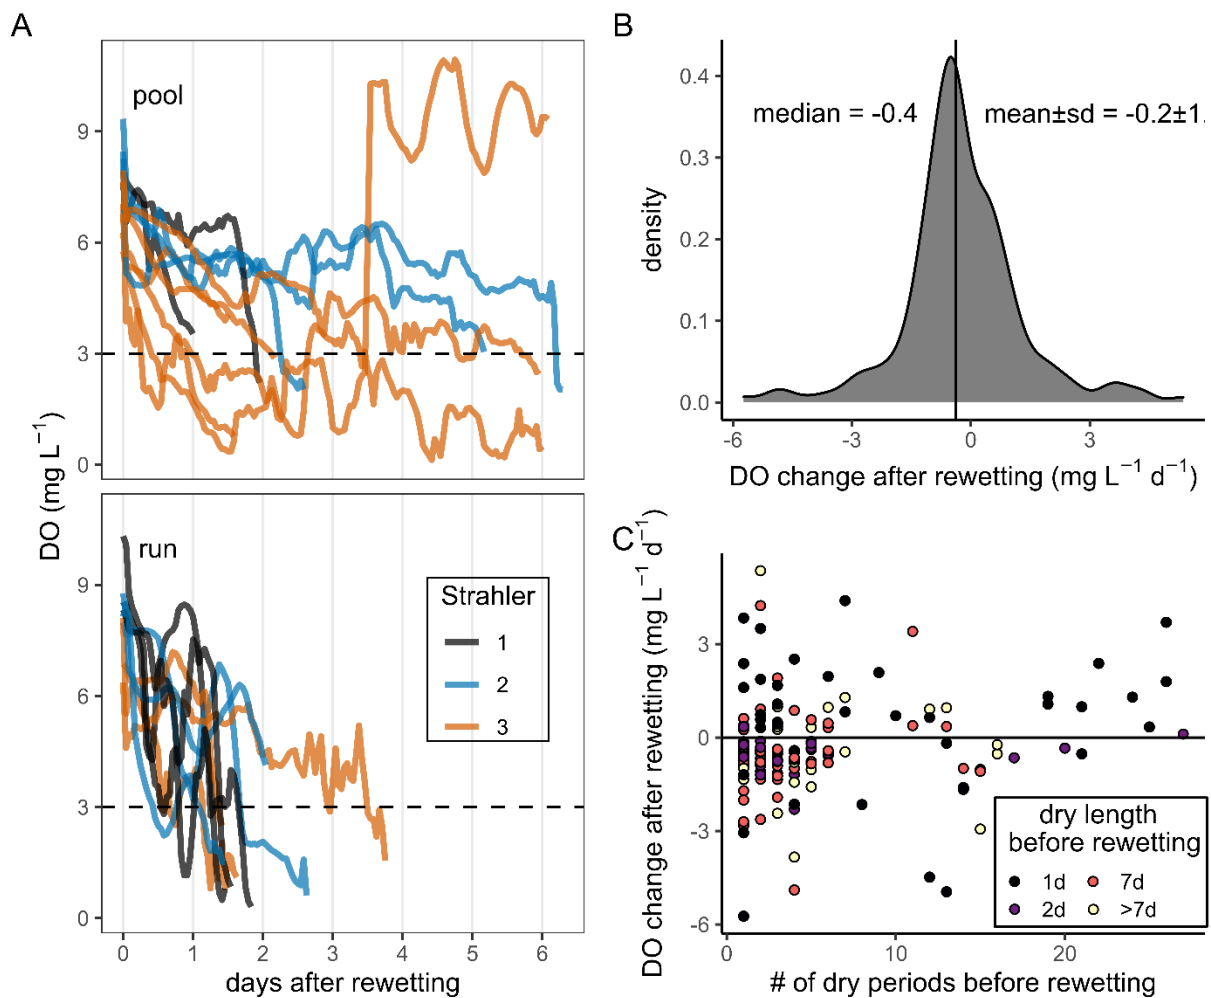 A
pool
9
6
3
0
run
9
6
3
0
DO (mg L⁻¹)
Strahler
1
2
3
0 1 2 3 4 5 6
days after rewetting
B
median = -0.4 mean±sd = -0.2±1.
0.4
0.3
0.2
0.1
0.0
density
-6 -3 0 3
DO change after rewetting (mg L⁻¹ d⁻¹)
C
3
0
-3
-6
DO change after rewetting (mg L⁻¹ d⁻¹)
dry length
before rewetting
1d 7d
2d >7d
0 10 20
# of dry periods before rewetting